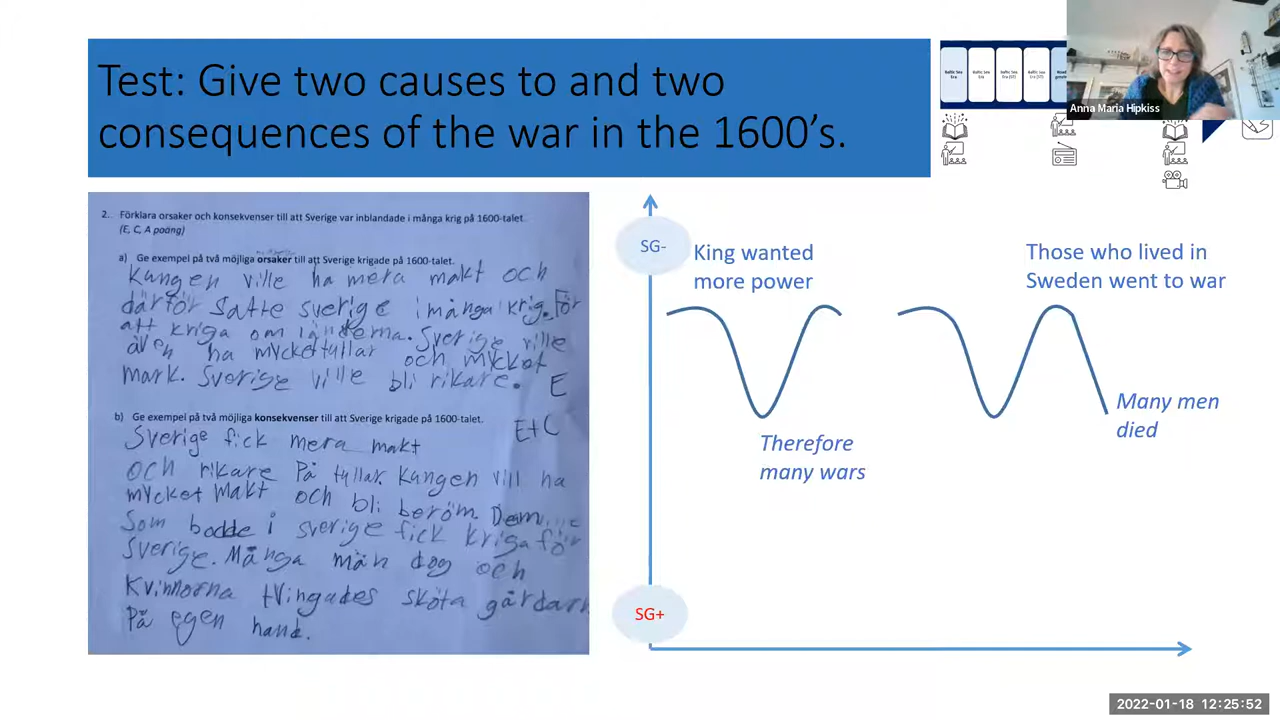 Test: Give two causes to and two
consequences of the war in the 1600's.
Anna Maria Hipkiss
2. Förklara orsaker och konsekvenser till att Sverige var inblandade i många krig på 1600-talet.
(E, C, A poäng)
a) Ge exempel på två möjliga orsaker till att Sverige krigade på 1600-talet.
Kungen ville ha mera makt och
därför satte sverige i många krig. För
att kriga om länderna. Sverige ville
även ha mycket tullar och mycket
mark. Sverige ville bli rikare. E
b) Ge exempel på två möjliga konsekvenser till att Sverige krigade på 1600-talet.
E+C
Sverige fick mera makt
och rikare På tullar. Kungen vill ha
mycket makt och bli beröm. Dem
som bodde i sverige fick kriga för
sverige. Många män dog och
kvinnorna tvingades sköta gårdarn
På egen hand.
SG-
King wanted
more power
Therefore
many wars
Those who lived in
Sweden went to war
Many men
died
SG+
2022-01-18 12:25:52